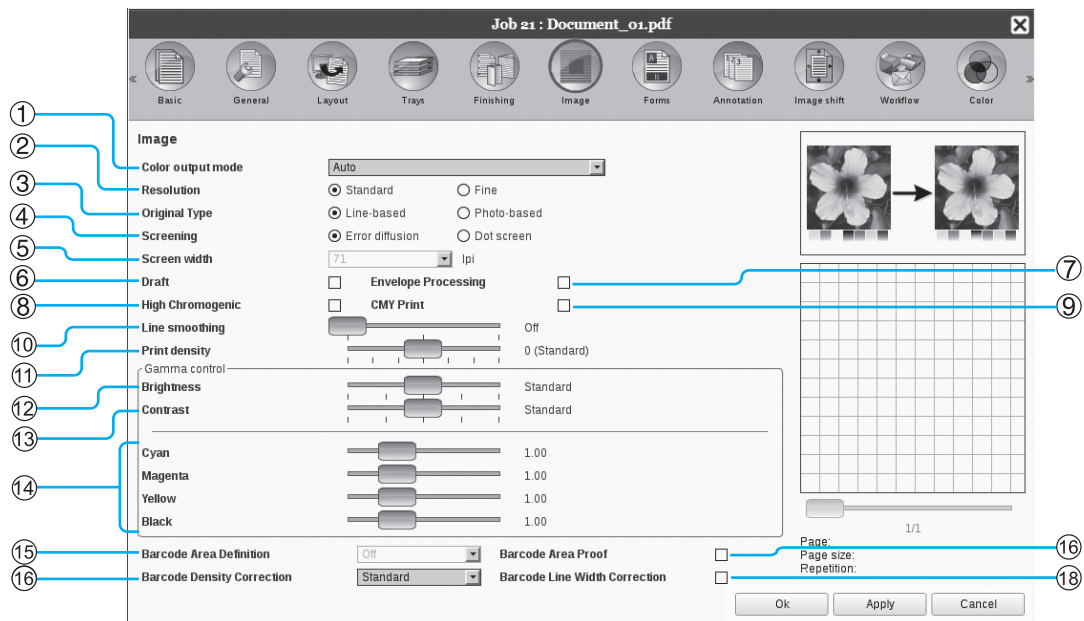 Job 21 : Document_01.pdf
«
Basic
General
Layout
Trays
Finishing
Image
A
B
Forms
1 2 3
Annotation
Image shift
Workflow
Color
»
Image
① Color output mode Auto
② Resolution Standard Fine
③ Original Type Line-based Photo-based
④ Screening Error diffusion Dot screen
⑤ Screen width 71 lpi
⑥ Draft Envelope Processing ⑦
⑧ High Chromogenic CMY Print ⑨
⑩ Line smoothing Off
⑪ Print density 0 (Standard)
Gamma control
⑫ Brightness Standard
⑬ Contrast Standard
⑭
Cyan 1.00
Magenta 1.00
Yellow 1.00
Black 1.00
⑮ Barcode Area Definition Off Barcode Area Proof ⑯
⑯ Barcode Density Correction Standard Barcode Line Width Correction ⑱
1/1
Page:
Page size:
Repetition:
Ok Apply Cancel